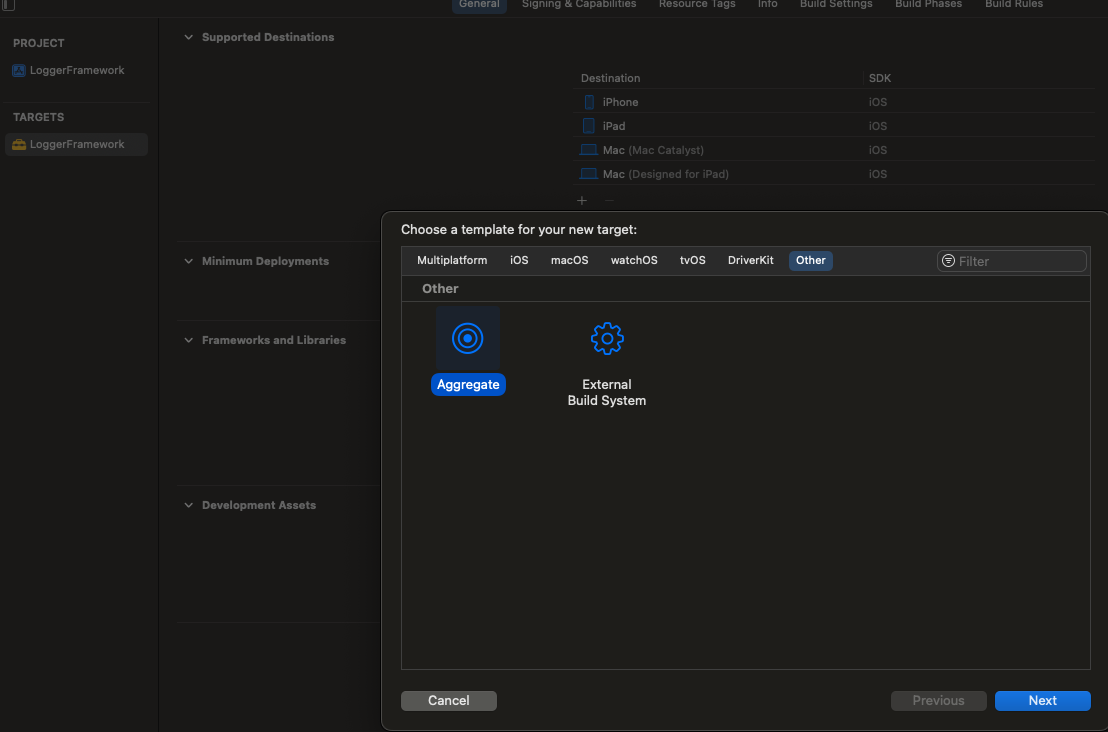 General Signing & Capabilities Resource Tags Info Build Settings Build Phases Build Rules
PROJECT
LoggerFramework
TARGETS
LoggerFramework
Supported Destinations
Destination SDK
iPhone iOS
iPad iOS
Mac (Mac Catalyst) iOS
Mac (Designed for iPad) iOS
Minimum Deployments
Frameworks and Libraries
Development Assets
Choose a template for your new target:
Multiplatform iOS macOS watchOS tvOS DriverKit Other Filter
Other
Aggregate
External
Build System
Cancel Previous Next